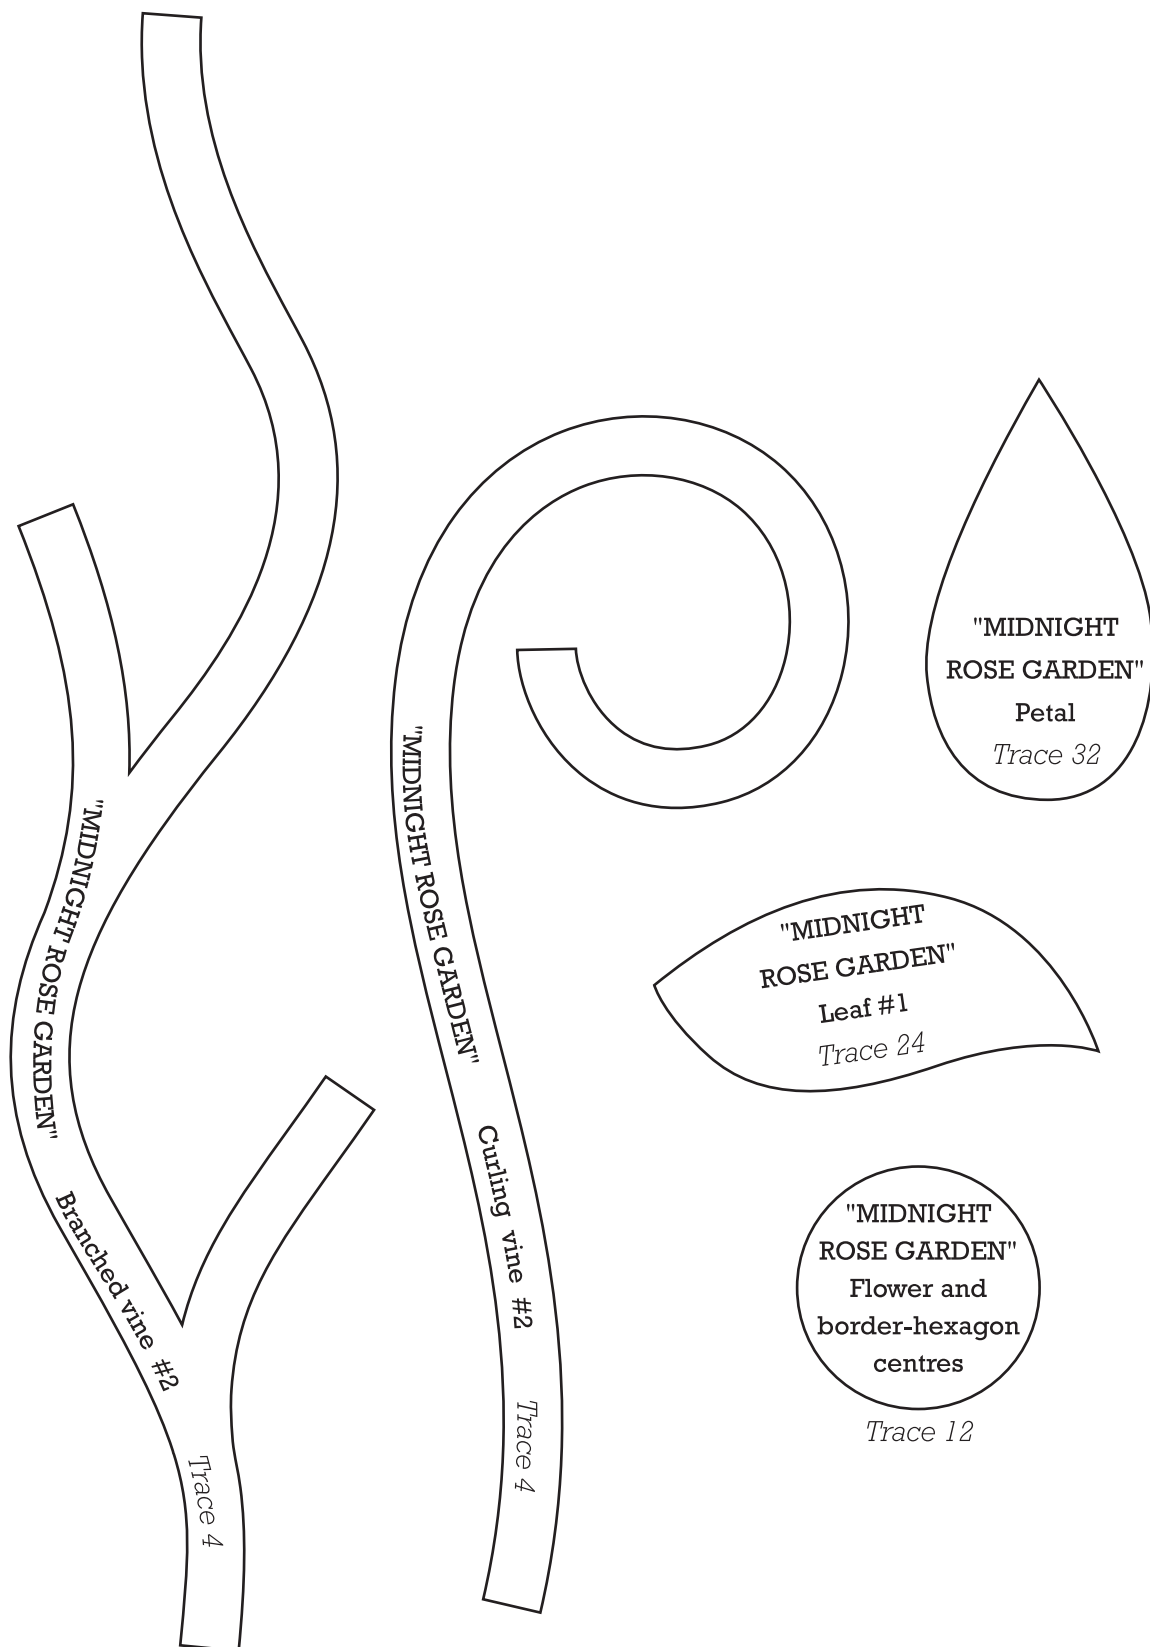 "MIDNIGHT ROSE GARDEN" Branched vine #2 Trace 4
"MIDNIGHT ROSE GARDEN" Curling vine #2 Trace 4
"MIDNIGHT
ROSE GARDEN"
Petal
Trace 32
"MIDNIGHT
ROSE GARDEN"
Leaf #1
Trace 24
"MIDNIGHT
ROSE GARDEN"
Flower and
border-hexagon
centres
Trace 12